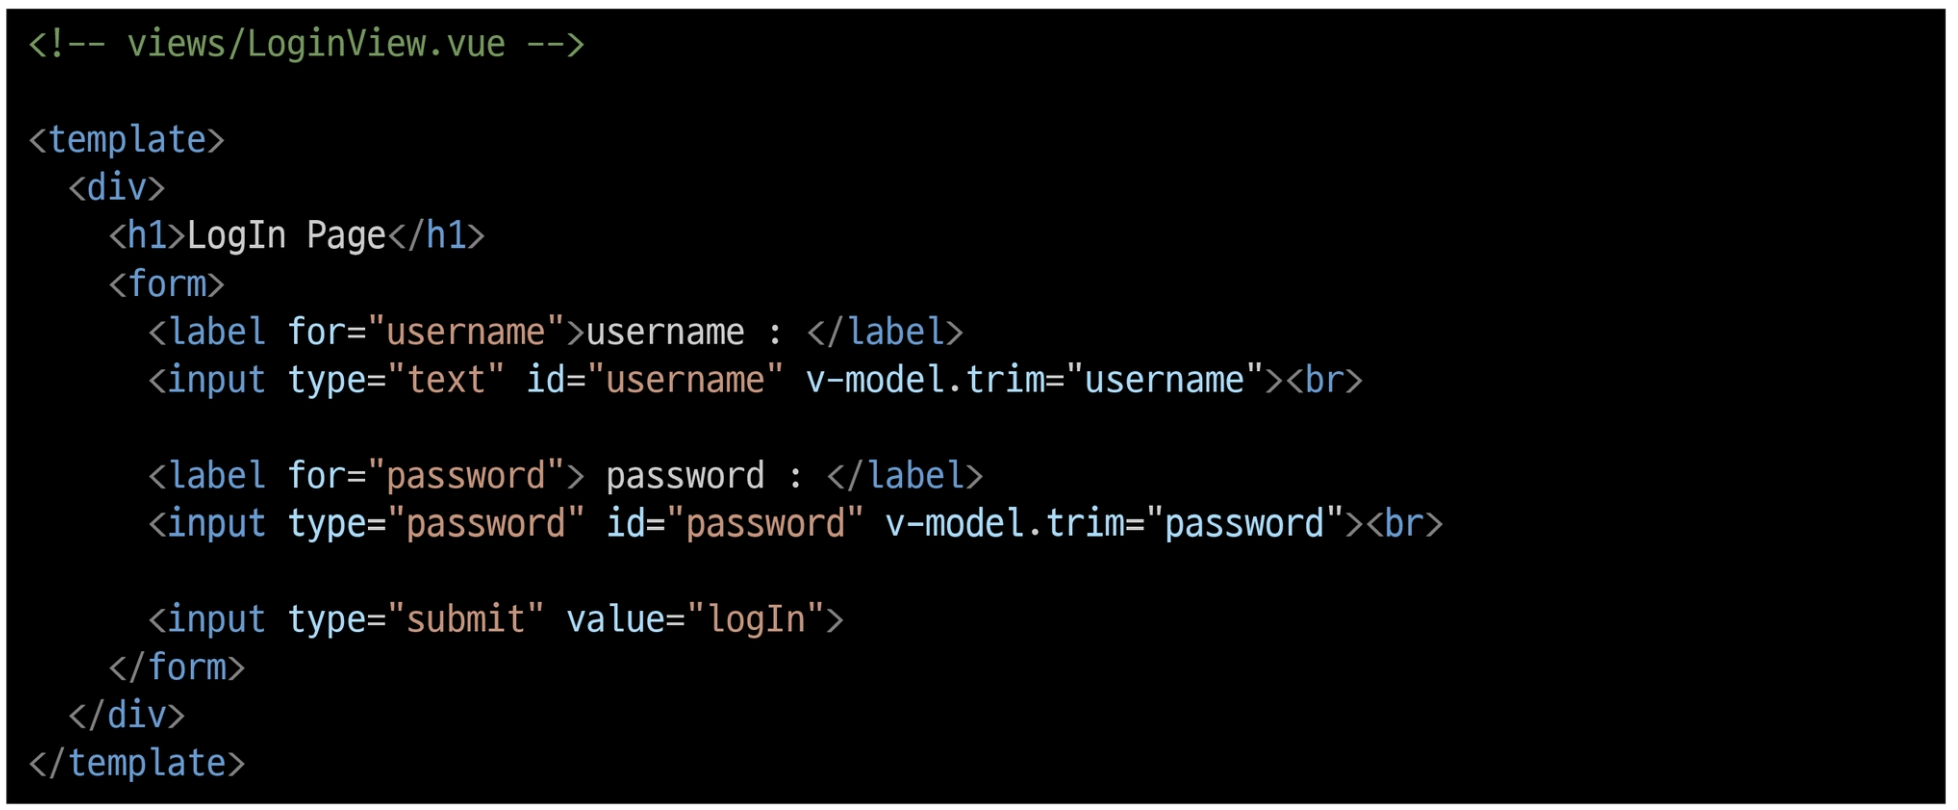 <!-- views/LoginView.vue -->
<template>
<div>
<h1>LogIn Page</h1>
<form>
<label for="username">username : </label>
<input type="text" id="username" v-model.trim="username"><br>
<label for="password"> password : </label>
<input type="password" id="password" v-model.trim="password"><br>
<input type="submit" value="logIn">
</form>
</div>
</template>